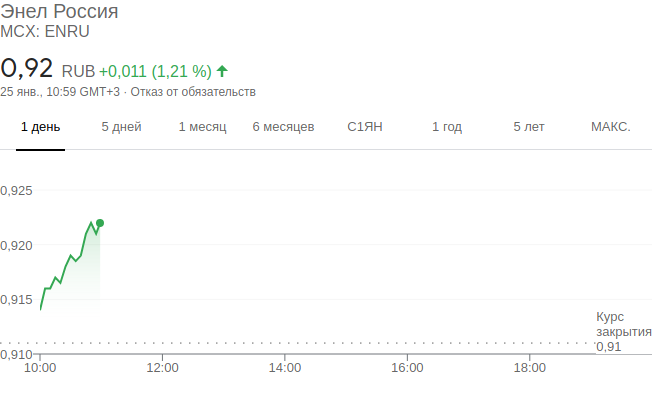 Энел Россия
MCX: ENRU
0,92 RUB +0,011 (1,21 %)
25 янв., 10:59 GMT+3 · Отказ от обязательств
1 день 5 дней 1 месяц 6 месяцев С1ЯН 1 год 5 лет МАКС.
0,925
0,920
0,915
Курс
закрытия
0,91
0,910
10:00 12:00 14:00 16:00 18:00